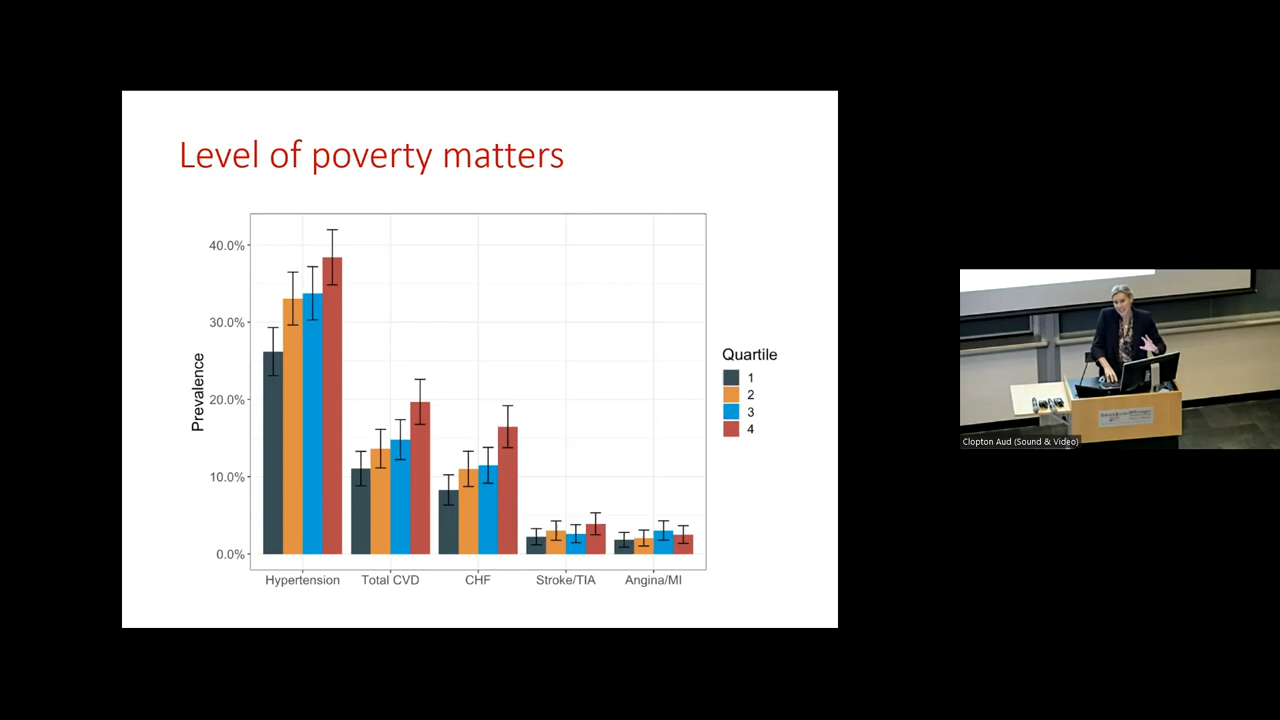 Level of poverty matters
40.0%
30.0%
20.0%
10.0%
0.0%
Prevalence
Hypertension
Total CVD
CHF
Stroke/TIA
Angina/MI
Quartile
1
2
3
4
Clopton Aud (Sound & Video)